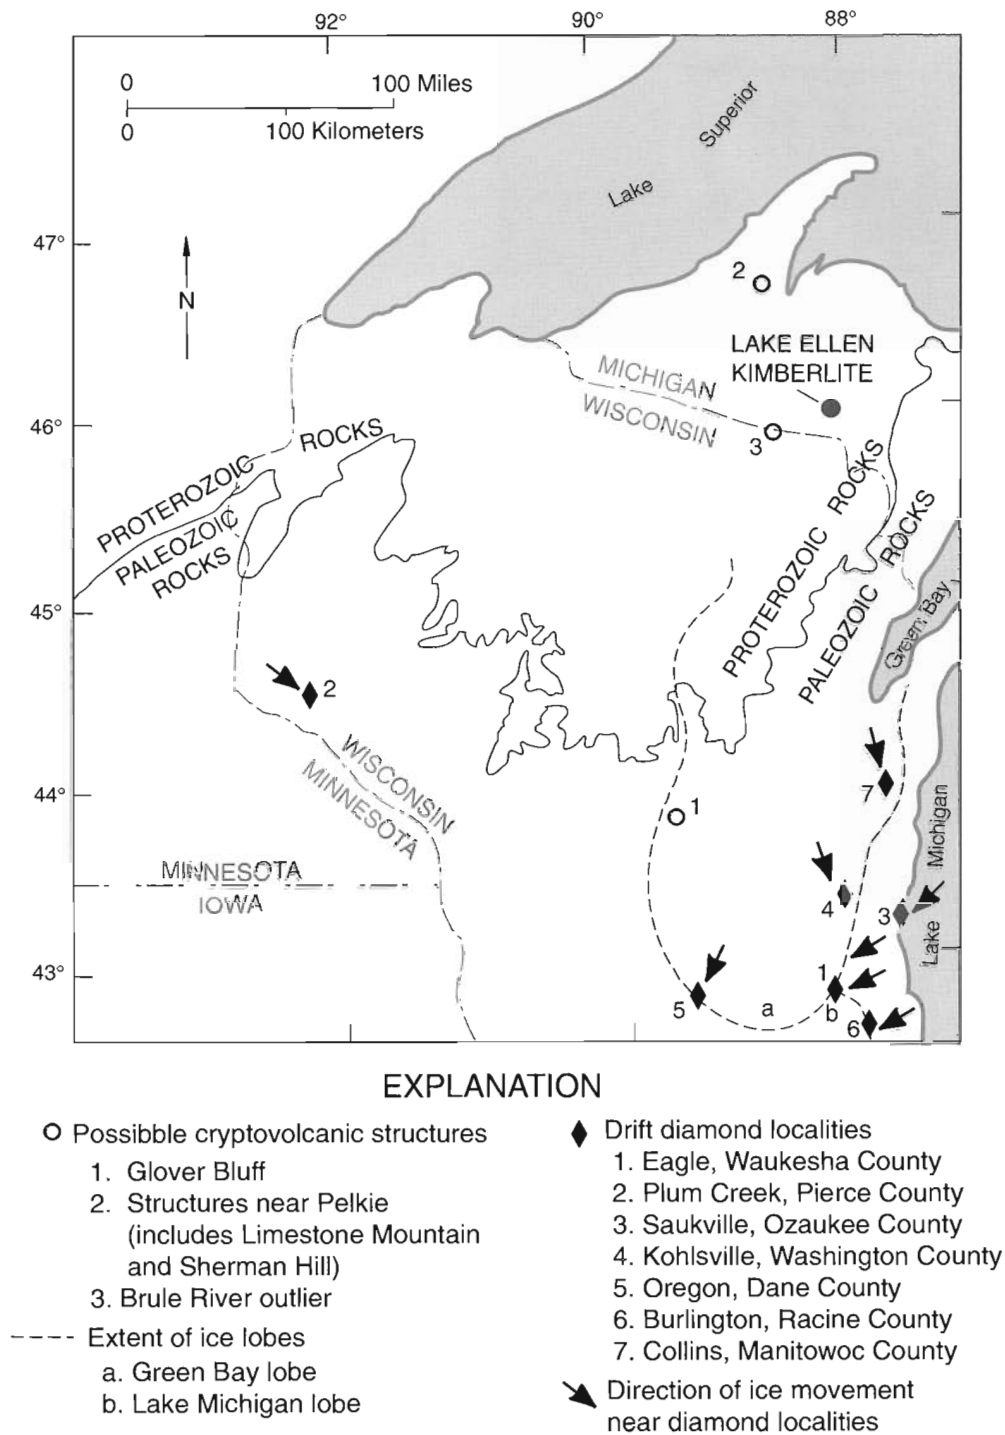 92°
90°
88°
0 100 Miles
0 100 Kilometers
Superior
Lake
47°
N
2
LAKE ELLEN
KIMBERLITE
MICHIGAN
WISCONSIN
3
46°
PROTEROZOIC ROCKS
PALEOZOIC
ROCKS
PROTEROZOIC ROCKS
PALEOZOIC ROCKS
Green Bay
45°
2
WISCONSIN
MINNESOTA
44°
1
7
Lake Michigan
MINNESOTA
IOWA
4
3
43°
5
a
1
b
6
EXPLANATION
Possibble cryptovolcanic structures
1. Glover Bluff
2. Structures near Pelkie
(includes Limestone Mountain
and Sherman Hill)
3. Brule River outlier
Extent of ice lobes
a. Green Bay lobe
b. Lake Michigan lobe
Drift diamond localities
1. Eagle, Waukesha County
2. Plum Creek, Pierce County
3. Saukville, Ozaukee County
4. Kohlsville, Washington County
5. Oregon, Dane County
6. Burlington, Racine County
7. Collins, Manitowoc County
Direction of ice movement
near diamond localities